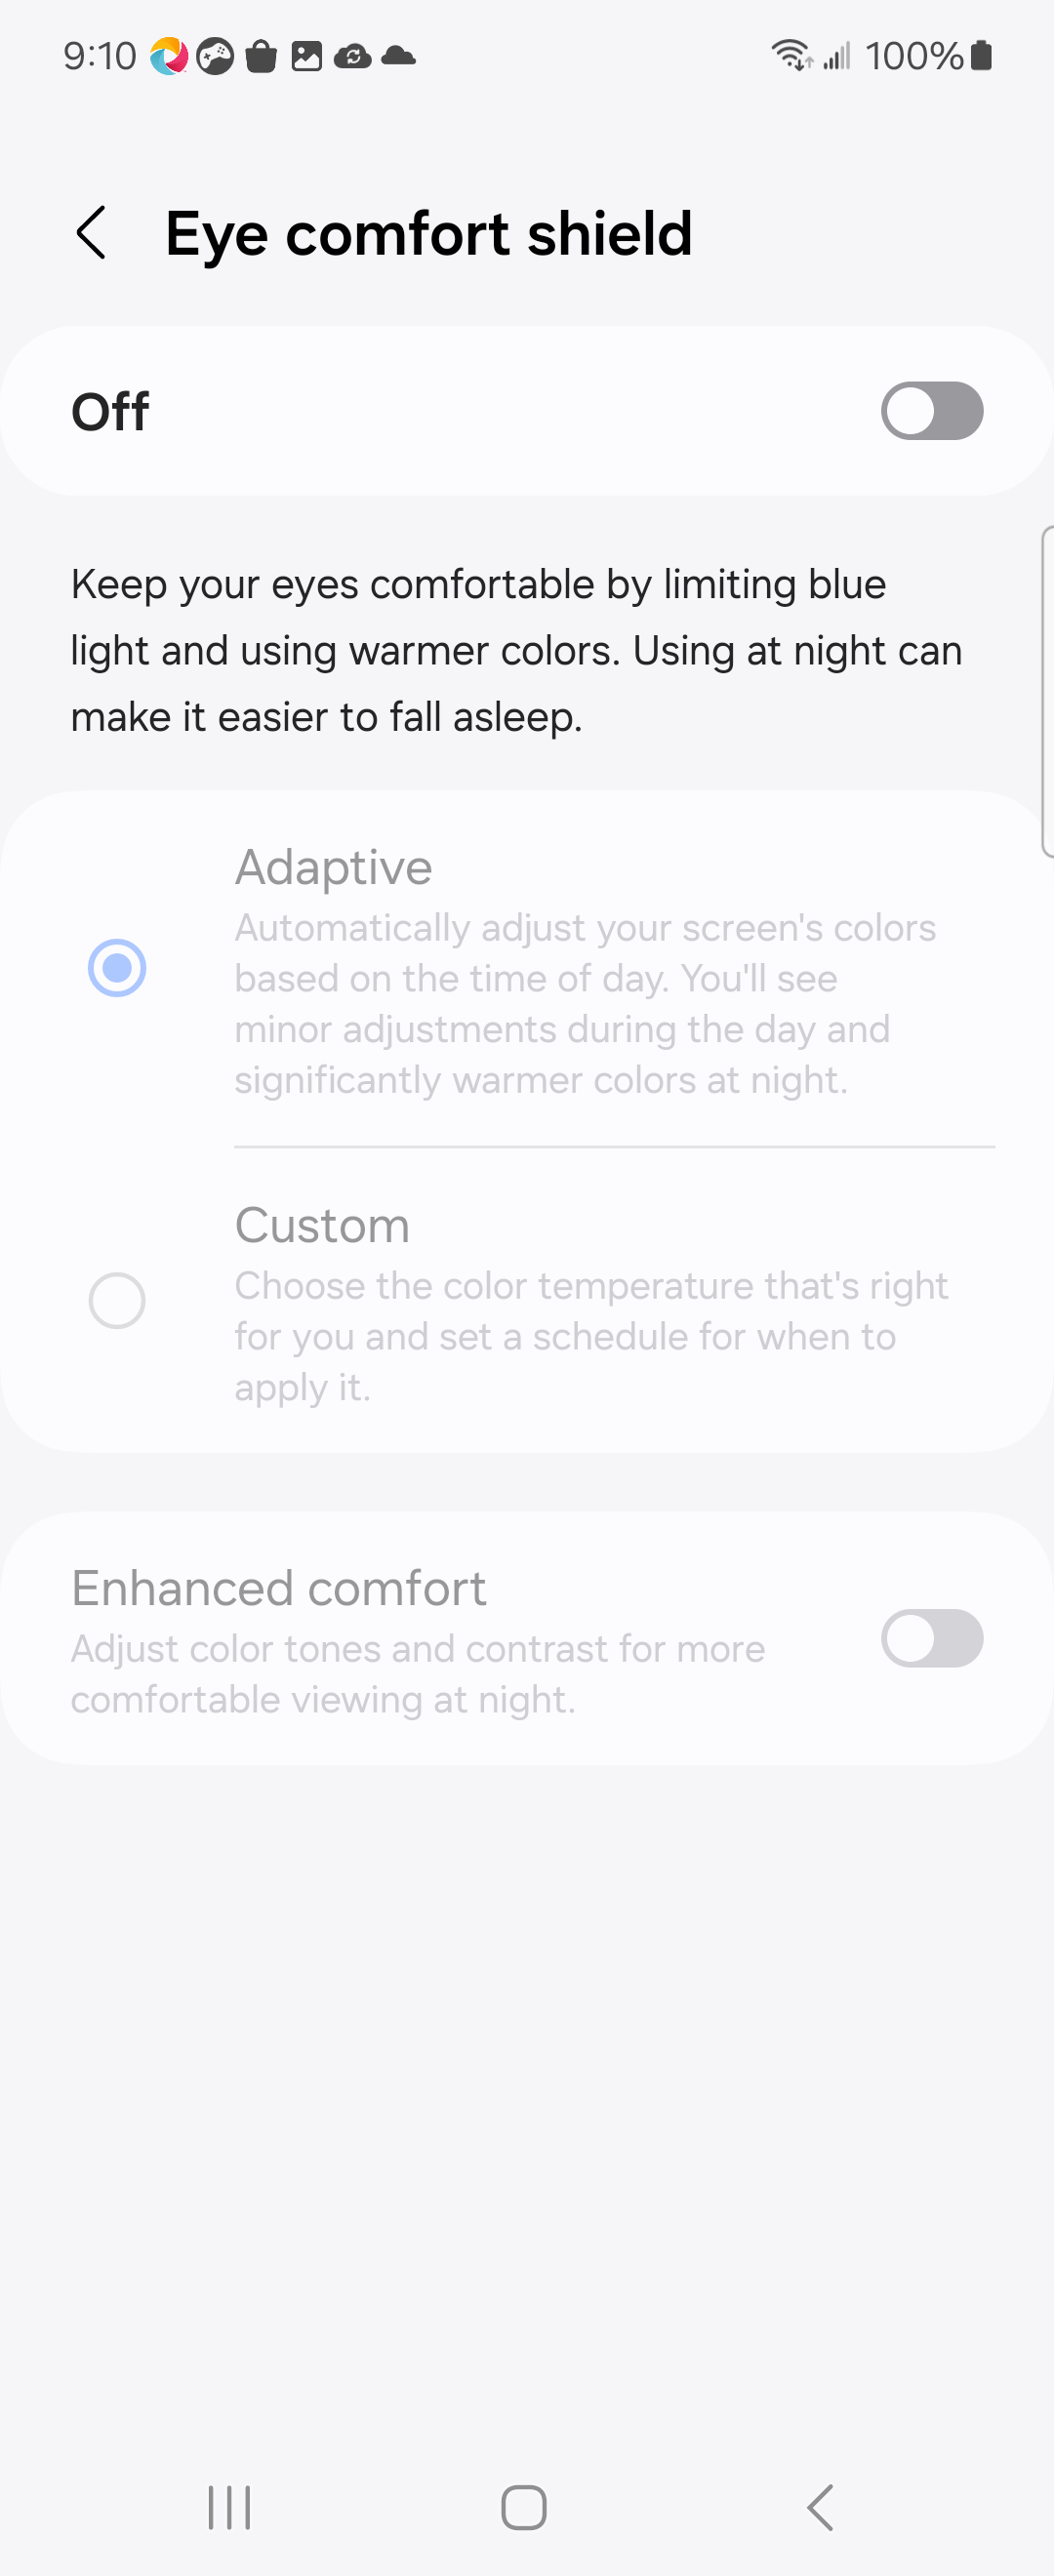 9:10 100%
Eye comfort shield
Off
Keep your eyes comfortable by limiting blue
light and using warmer colors. Using at night can
make it easier to fall asleep.
Adaptive
Automatically adjust your screen's colors
based on the time of day. You'll see
minor adjustments during the day and
significantly warmer colors at night.
Custom
Choose the color temperature that's right
for you and set a schedule for when to
apply it.
Enhanced comfort
Adjust color tones and contrast for more
comfortable viewing at night.